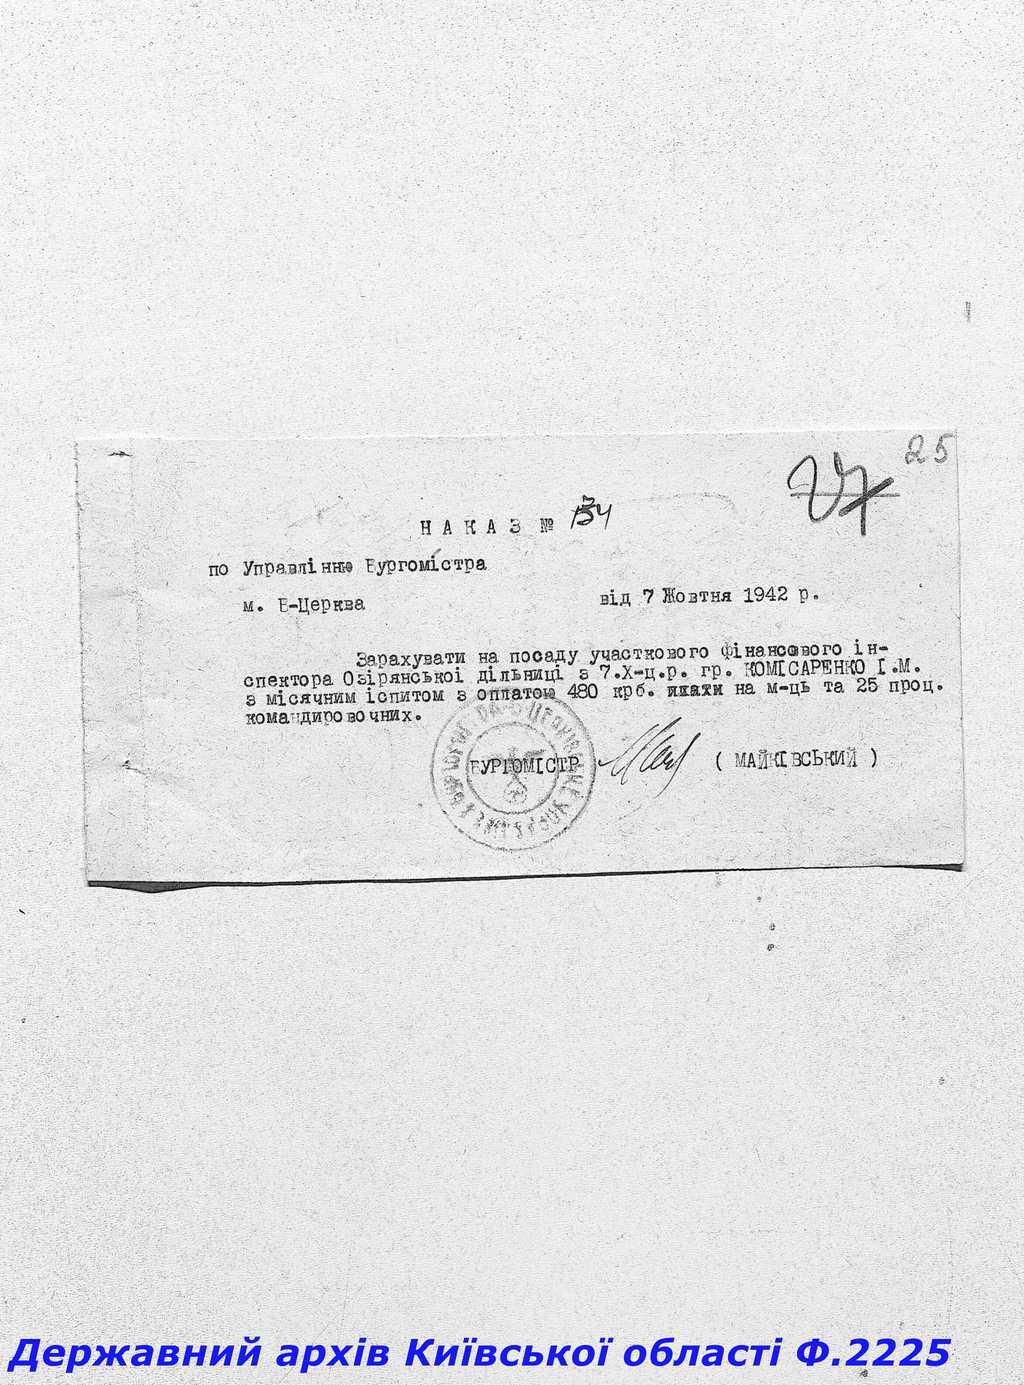 25
27
Н А К А З № 134
по Управлінню Бургомістра
м. Б-Церква від 7 Жовтня 1942 р.
Зарахувати на посаду участкового Фінансового ін-
спектора Озірянської дільниці з 7.Х-ц.р. гр. КОМІСАРЕНКО І.М.
з місячним іспитом з оплатою 480 крб. на м-ць та 25 проц.
командировочних.
БУРГОМІСТР ( МАЙКІВСЬКИЙ )
Державний архів Київської області Ф.2225